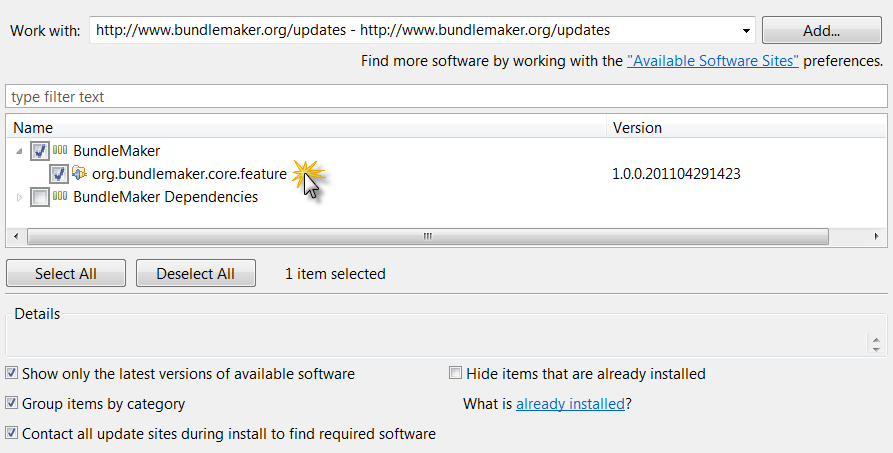 Work with: http://www.bundlemaker.org/updates - http://www.bundlemaker.org/updates Add...
Find more software by working with the "Available Software Sites" preferences.
type filter text
Name Version
BundleMaker
org.bundlemaker.core.feature 1.0.0.201104291423
BundleMaker Dependencies
Select All Deselect All 1 item selected
Details
Show only the latest versions of available software Hide items that are already installed
Group items by category What is already installed?
Contact all update sites during install to find required software